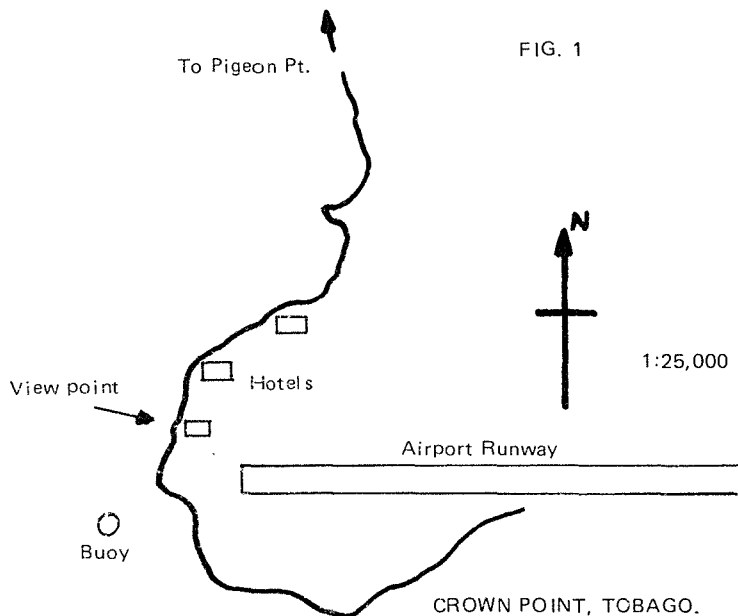 FIG. 1
To Pigeon Pt.
N
1:25,000
View point
Hotels
Airport Runway
Buoy
CROWN POINT, TOBAGO.